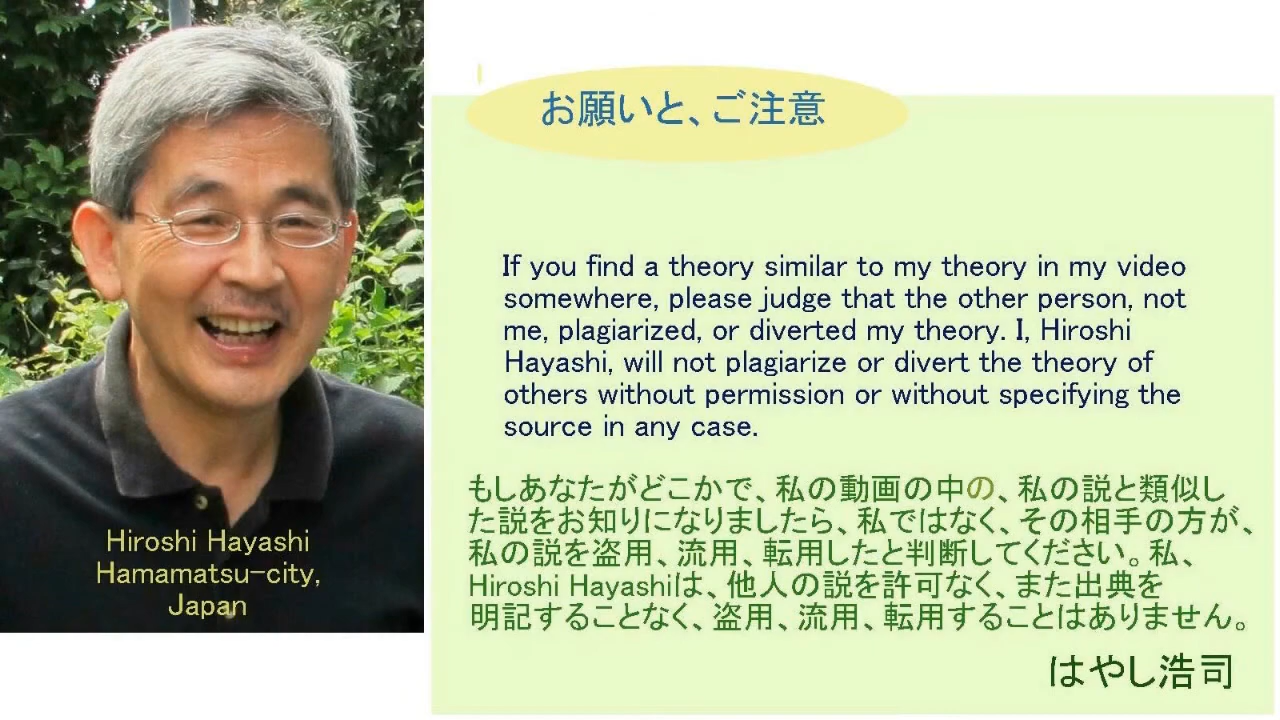 お願いと、ご注意
If you find a theory similar to my theory in my video
somewhere, please judge that the other person, not
me, plagiarized, or diverted my theory. I, Hiroshi
Hayashi, will not plagiarize or divert the theory of
others without permission or without specifying the
source in any case.
もしあなたがどこかで、私の動画の中の、私の説と類似し
た説をお知りになりましたら、私ではなく、その相手の方が、
私の説を盗用、流用、転用したと判断してください。私、
Hiroshi Hayashiは、他人の説を許可なく、また出典を
明記することなく、盗用、流用、転用することはありません。
はやし浩司
Hiroshi Hayashi
Hamamatsu-city,
Japan